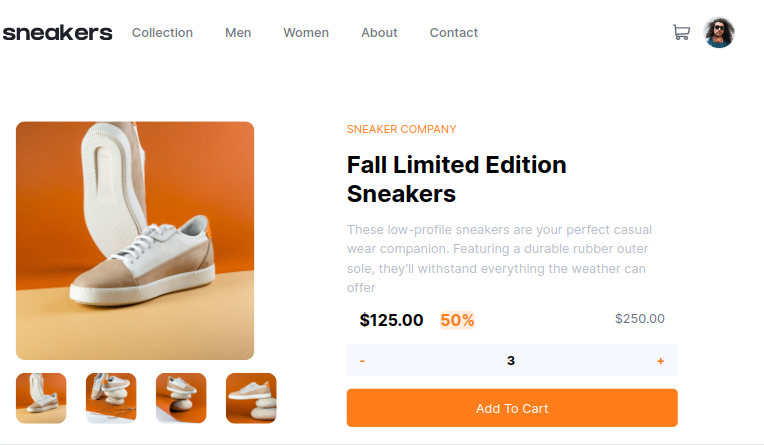 sneakers Collection Men Women About Contact
SNEAKER COMPANY
Fall Limited Edition
Sneakers
These low-profile sneakers are your perfect casual
wear companion. Featuring a durable rubber outer
sole, they'll withstand everything the weather can
offer
$125.00 50% $250.00
- 3 +
Add To Cart